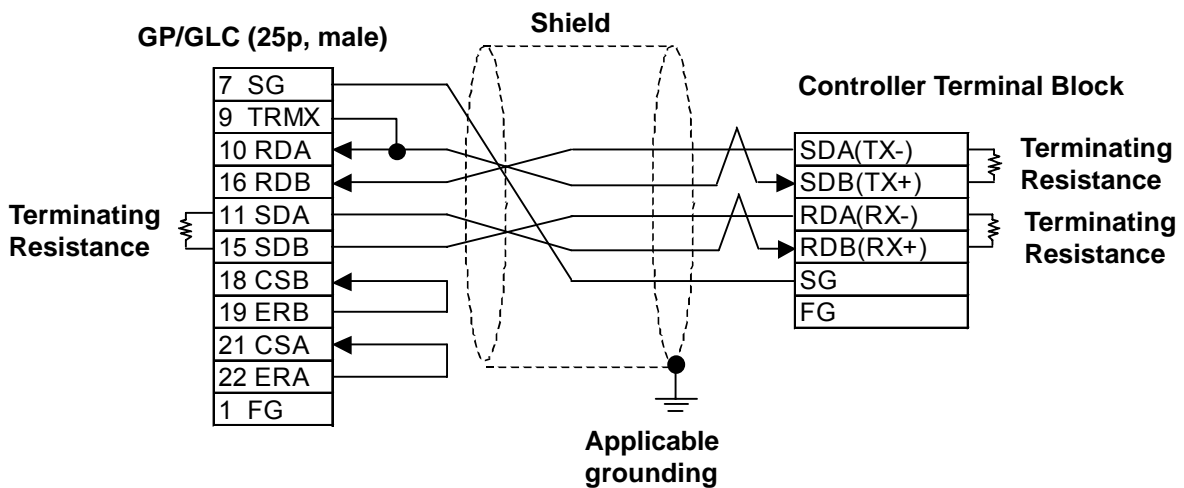 Shield
GP/GLC (25p, male)
7 SG
9 TRMX
10 RDA
16 RDB
11 SDA
15 SDB
18 CSB
19 ERB
21 CSA
22 ERA
1 FG
Terminating
Resistance
Controller Terminal Block
SDA(TX-)
SDB(TX+)
RDA(RX-)
RDB(RX+)
SG
FG
Terminating
Resistance
Terminating
Resistance
Applicable
grounding